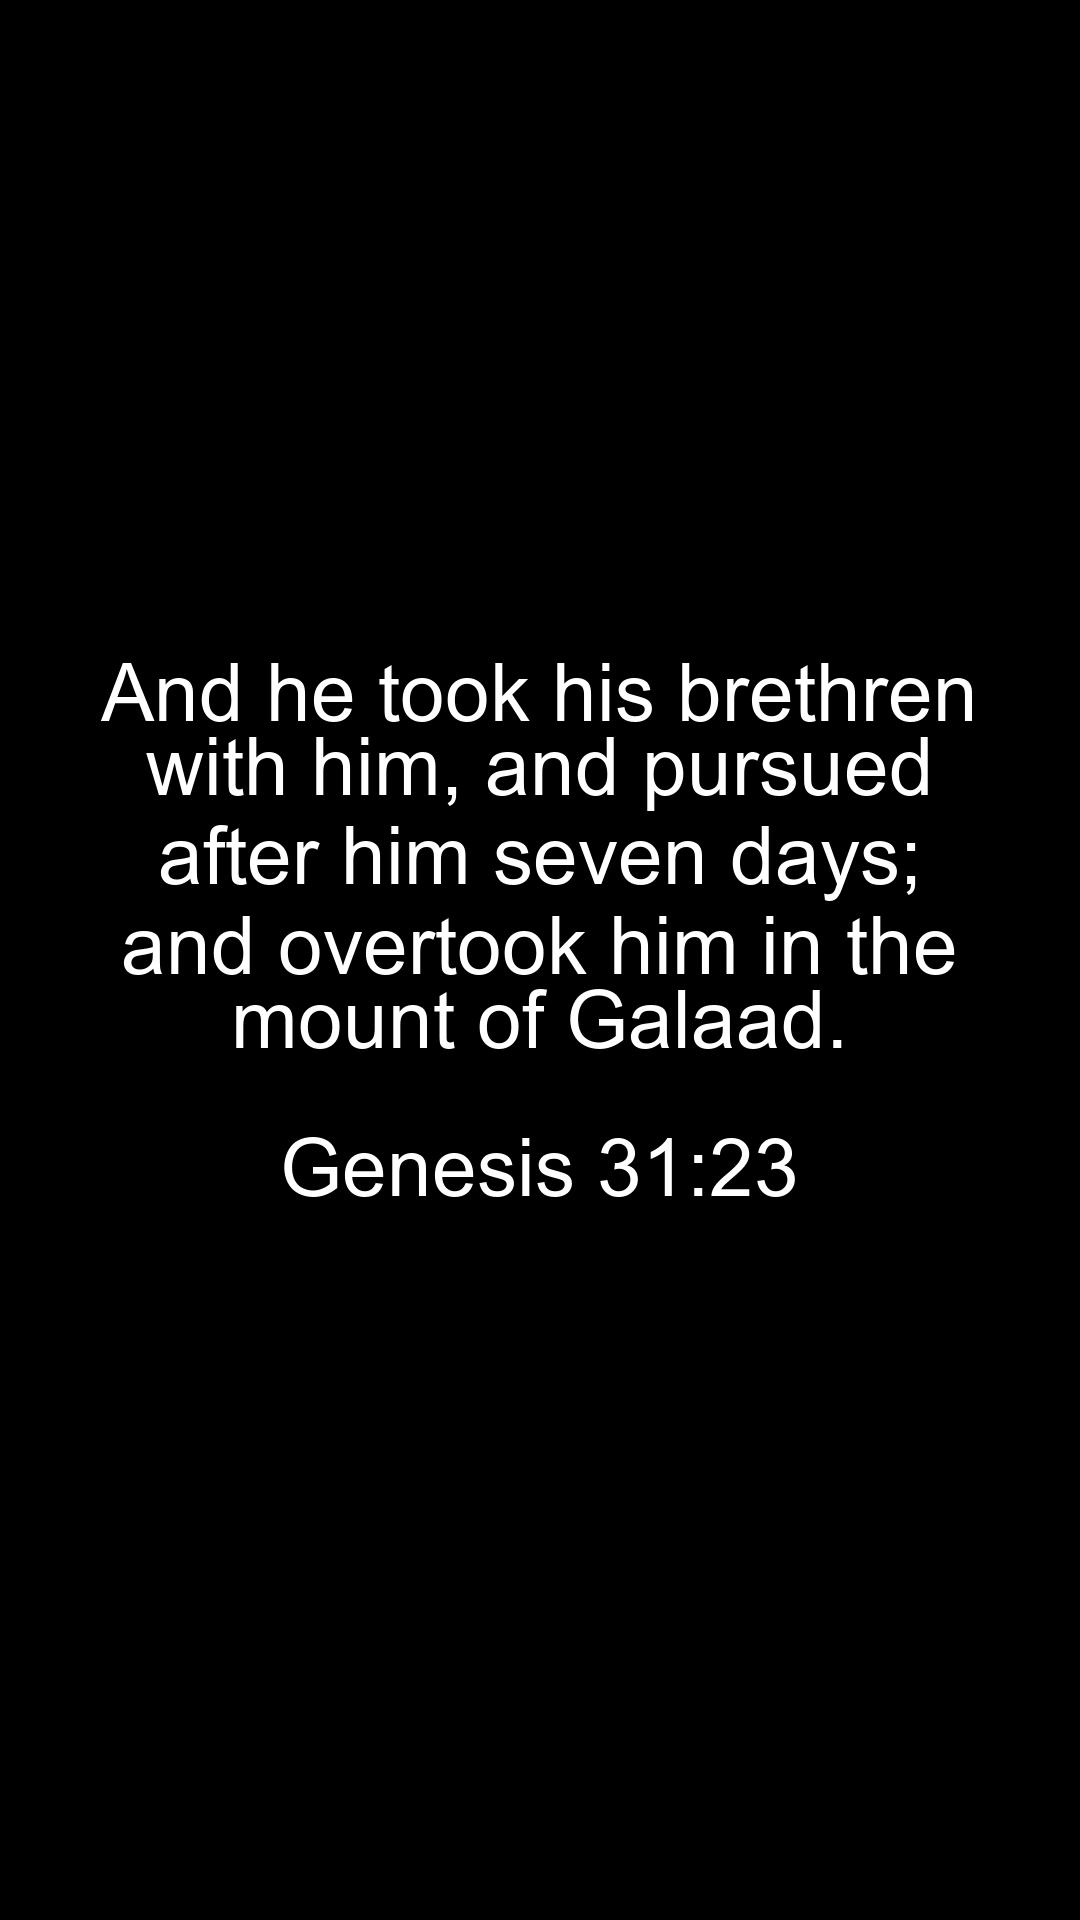 And he took his brethren
with him, and pursued
after him seven days;
and overtook him in the
mount of Galaad.
Genesis 31:23